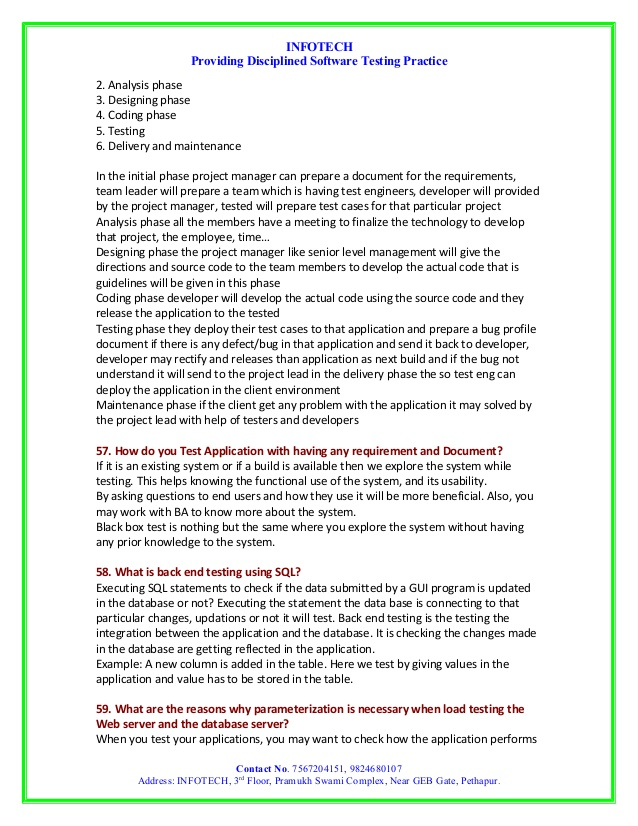 INFOTECH
Providing Disciplined Software Testing Practice
2. Analysis phase
3. Designing phase
4. Coding phase
5. Testing
6. Delivery and maintenance
In the initial phase project manager can prepare a document for the requirements,
team leader will prepare a team which is having test engineers, developer will provided
by the project manager, tested will prepare test cases for that particular project
Analysis phase all the members have a meeting to finalize the technology to develop
that project, the employee, time…
Designing phase the project manager like senior level management will give the
directions and source code to the team members to develop the actual code that is
guidelines will be given in this phase
Coding phase developer will develop the actual code using the source code and they
release the application to the tested
Testing phase they deploy their test cases to that application and prepare a bug profile
document if there is any defect/bug in that application and send it back to developer,
developer may rectify and releases than application as next build and if the bug not
understand it will send to the project lead in the delivery phase the so test eng can
deploy the application in the client environment
Maintenance phase if the client get any problem with the application it may solved by
the project lead with help of testers and developers
57. How do you Test Application with having any requirement and Document?
If it is an existing system or if a build is available then we explore the system while
testing. This helps knowing the functional use of the system, and its usability.
By asking questions to end users and how they use it will be more beneficial. Also, you
may work with BA to know more about the system.
Black box test is nothing but the same where you explore the system without having
any prior knowledge to the system.
58. What is back end testing using SQL?
Executing SQL statements to check if the data submitted by a GUI program is updated
in the database or not? Executing the statement the data base is connecting to that
particular changes, updations or not it will test. Back end testing is the testing the
integration between the application and the database. It is checking the changes made
in the database are getting reflected in the application.
Example: A new column is added in the table. Here we test by giving values in the
application and value has to be stored in the table.
59. What are the reasons why parameterization is necessary when load testing the
Web server and the database server?
When you test your applications, you may want to check how the application performs
Contact No. 7567204151, 9824680107
Address: INFOTECH, 3rd Floor, Pramukh Swami Complex, Near GEB Gate, Pethapur.